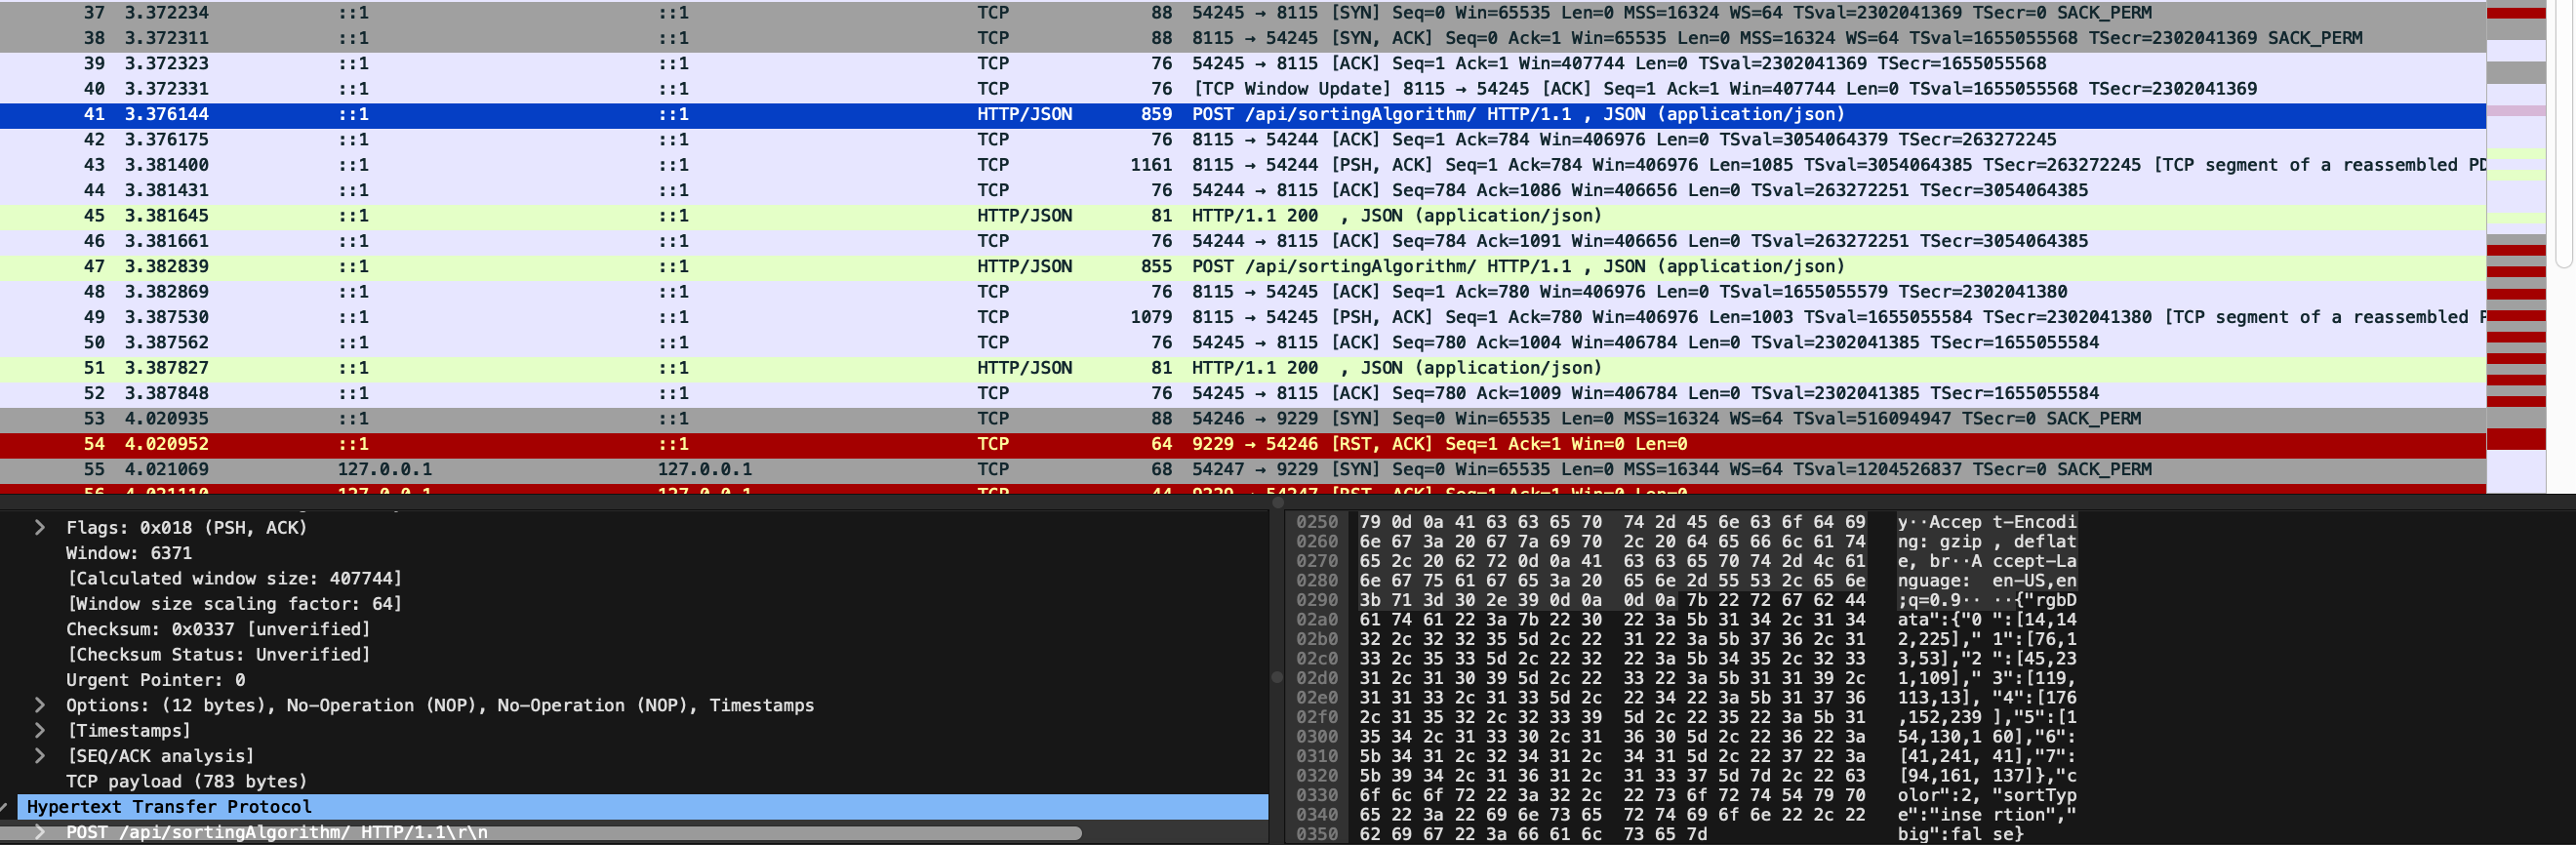 37 3.372234 ::1 ::1 TCP 88 54245 → 8115 [SYN] Seq=0 Win=65535 Len=0 MSS=16324 WS=64 TSval=2302041369 TSecr=0 SACK_PERM
38 3.372311 ::1 ::1 TCP 88 8115 → 54245 [SYN, ACK] Seq=0 Ack=1 Win=65535 Len=0 MSS=16324 WS=64 TSval=1655055568 TSecr=2302041369 SACK_PERM
39 3.372323 ::1 ::1 TCP 76 54245 → 8115 [ACK] Seq=1 Ack=1 Win=407744 Len=0 TSval=2302041369 TSecr=1655055568
40 3.372331 ::1 ::1 TCP 76 [TCP Window Update] 8115 → 54245 [ACK] Seq=1 Ack=1 Win=407744 Len=0 TSval=1655055568 TSecr=2302041369
41 3.376144 ::1 ::1 HTTP/JSON 859 POST /api/sortingAlgorithm/ HTTP/1.1 , JSON (application/json)
42 3.376175 ::1 ::1 TCP 76 8115 → 54244 [ACK] Seq=1 Ack=784 Win=406976 Len=0 TSval=3054064379 TSecr=263272245
43 3.381400 ::1 ::1 TCP 1161 8115 → 54244 [PSH, ACK] Seq=1 Ack=784 Win=406976 Len=1085 TSval=3054064385 TSecr=263272245 [TCP segment of a reassembled PD
44 3.381431 ::1 ::1 TCP 76 54244 → 8115 [ACK] Seq=784 Ack=1086 Win=406656 Len=0 TSval=263272251 TSecr=3054064385
45 3.381645 ::1 ::1 HTTP/JSON 81 HTTP/1.1 200 , JSON (application/json)
46 3.381661 ::1 ::1 TCP 76 54244 → 8115 [ACK] Seq=784 Ack=1091 Win=406656 Len=0 TSval=263272251 TSecr=3054064385
47 3.382839 ::1 ::1 HTTP/JSON 855 POST /api/sortingAlgorithm/ HTTP/1.1 , JSON (application/json)
48 3.382869 ::1 ::1 TCP 76 8115 → 54245 [ACK] Seq=1 Ack=780 Win=406976 Len=0 TSval=1655055579 TSecr=2302041380
49 3.387530 ::1 ::1 TCP 1079 8115 → 54245 [PSH, ACK] Seq=1 Ack=780 Win=406976 Len=1003 TSval=1655055584 TSecr=2302041380 [TCP segment of a reassembled P
50 3.387562 ::1 ::1 TCP 76 54245 → 8115 [ACK] Seq=780 Ack=1004 Win=406784 Len=0 TSval=2302041385 TSecr=1655055584
51 3.387827 ::1 ::1 HTTP/JSON 81 HTTP/1.1 200 , JSON (application/json)
52 3.387848 ::1 ::1 TCP 76 54245 → 8115 [ACK] Seq=780 Ack=1009 Win=406784 Len=0 TSval=2302041385 TSecr=1655055584
53 4.020935 ::1 ::1 TCP 88 54246 → 9229 [SYN] Seq=0 Win=65535 Len=0 MSS=16324 WS=64 TSval=516094947 TSecr=0 SACK_PERM
54 4.020952 ::1 ::1 TCP 64 9229 → 54246 [RST, ACK] Seq=1 Ack=1 Win=0 Len=0
55 4.021069 127.0.0.1 127.0.0.1 TCP 68 54247 → 9229 [SYN] Seq=0 Win=65535 Len=0 MSS=16344 WS=64 TSval=1204526837 TSecr=0 SACK_PERM
56 4.021110 127.0.0.1 127.0.0.1 TCP 44 9229 → 54247 [RST, ACK] Seq=1 Ack=1 Win=0 Len=0
Flags: 0x018 (PSH, ACK)
Window: 6371
[Calculated window size: 407744]
[Window size scaling factor: 64]
Checksum: 0x0337 [unverified]
[Checksum Status: Unverified]
Urgent Pointer: 0
Options: (12 bytes), No-Operation (NOP), No-Operation (NOP), Timestamps
[Timestamps]
[SEQ/ACK analysis]
TCP payload (783 bytes)
Hypertext Transfer Protocol
POST /api/sortingAlgorithm/ HTTP/1.1\r\n
0250 79 0d 0a 41 63 63 65 70 74 2d 45 6e 63 6f 64 69 y··Accep t-Encodi
0260 6e 67 3a 20 67 7a 69 70 2c 20 64 65 66 6c 61 74 ng: gzip , deflat
0270 65 2c 20 62 72 0d 0a 41 63 63 65 70 74 2d 4c 61 e, br··A ccept-La
0280 6e 67 75 61 67 65 3a 20 65 6e 2d 55 53 2c 65 6e nguage: en-US,en
0290 3b 71 3d 30 2e 39 0d 0a 0d 0a 7b 22 72 67 62 44 ;q=0.9·· ··{"rgbD
02a0 61 74 61 22 3a 7b 22 30 22 3a 5b 31 34 2c 31 34 ata":{"0 ":[14,14
02b0 32 2c 32 32 35 5d 2c 22 31 22 3a 5b 37 36 2c 31 2,225]," 1":[76,1
02c0 33 2c 35 33 5d 2c 22 32 22 3a 5b 34 35 2c 32 33 3,53],"2 ":[45,23
02d0 31 2c 31 30 39 5d 2c 22 33 22 3a 5b 31 31 39 2c 1,109]," 3":[119,
02e0 31 31 33 2c 31 33 5d 2c 22 34 22 3a 5b 31 37 36 113,13], "4":[176
02f0 2c 31 35 32 2c 32 33 39 5d 2c 22 35 22 3a 5b 31 ,152,239 ],"5":[1
0300 35 34 2c 31 33 30 2c 31 36 30 5d 2c 22 36 22 3a 54,130,1 60],"6":
0310 5b 34 31 2c 32 34 31 2c 34 31 5d 2c 22 37 22 3a [41,241, 41],"7":
0320 5b 39 34 2c 31 36 31 2c 31 33 37 5d 7d 2c 22 63 [94,161, 137]},"c
0330 6f 6c 6f 72 22 3a 32 2c 22 73 6f 72 74 54 79 70 olor":2, "sortTyp
0340 65 22 3a 22 69 6e 73 65 72 74 69 6f 6e 22 2c 22 e":"inse rtion","
0350 62 69 67 22 3a 66 61 6c 73 65 7d big":fal se}